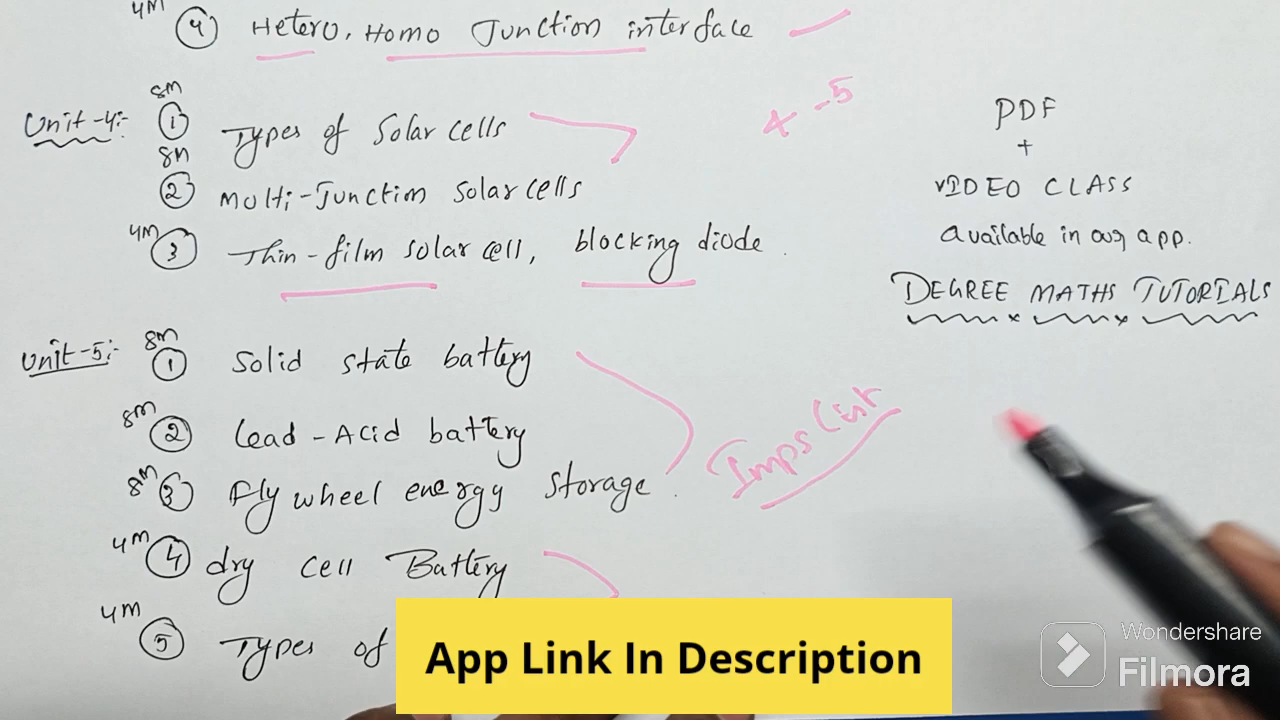 4M ④ Hetero, Homo Junction interface
Unit-4:- 8M ① Types of Solar cells
4 -5
8M ② Multi-Junction Solar cells
4M ③ Thin-film solar cell, blocking diode.
PDF
+
VIDEO CLASS
available in our app.
DEGREE MATHS TUTORIALS
Unit-5:- 8M ① Solid state battery
8M ② Lead-Acid battery
8M ③ Fly wheel energy storage.
Imps List
4M ④ dry cell Battery
4M ⑤ Types of
App Link In Description
Wondershare
Filmora